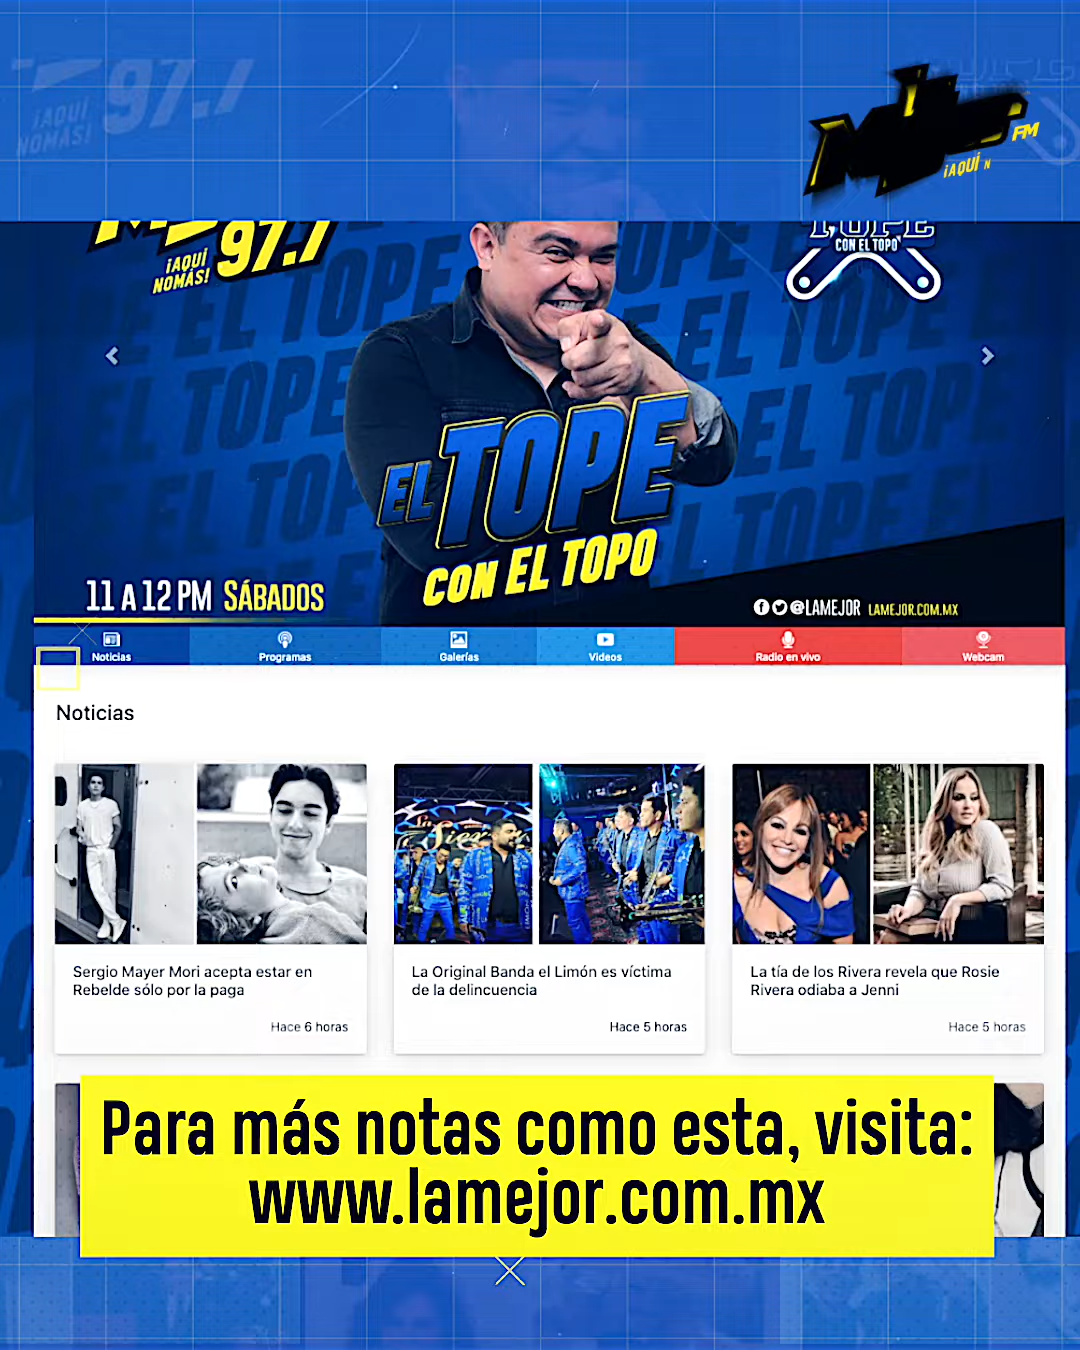 97.7
¡AQUÍ
NOMÁS!
FM
¡AQUÍ
97.7
¡AQUÍ
NOMÁS!
TOPE
CON EL TOPO
EL TOPE
CON EL TOPO
11 A 12 PM SÁBADOS
@LAMEJOR LAMEJOR.COM.MX
Noticias Programas Galerías Videos Radio en vivo Webcam
Noticias
Sergio Mayer Mori acepta estar en
Rebelde sólo por la paga
Hace 6 horas
La Original Banda el Limón es víctima
de la delincuencia
Hace 5 horas
La tía de los Rivera revela que Rosie
Rivera odiaba a Jenni
Hace 5 horas
Para más notas como esta, visita:
www.lamejor.com.mx